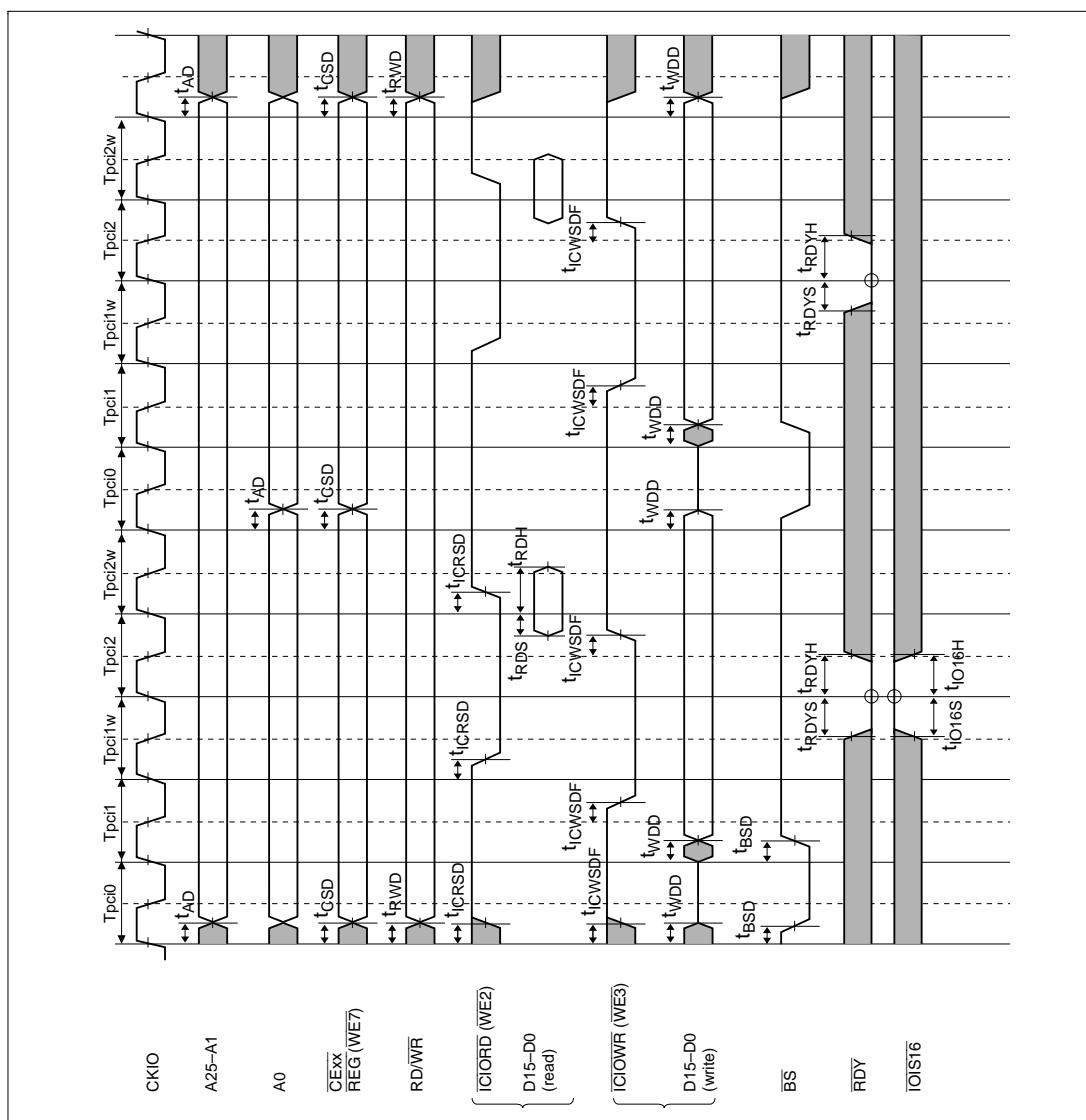 Tpci0 Tpci1 Tpci1w Tpci2 Tpci2w Tpci0 Tpci1 Tpci1w Tpci2 Tpci2w
CKIO
tAD tAD
A25–A1
tAD
A0
tCSD tCSD tCSD
CExx
REG (WE7)
tRWD tRWD
RD/WR
tICRSD tICRSD tICRSD
ICIORD (WE2)
tRDS tRDH
D15–D0
(read)
tICWSDF tICWSDF tICWSDF tICWSDF tICWSDF
ICIOWR (WE3)
tWDD tWDD tWDD tWDD tWDD
D15–D0
(write)
tBSD tBSD
BS
tRDYS tRDYH tRDYS tRDYH
RDY
IOIS16
tIO16S tIO16H